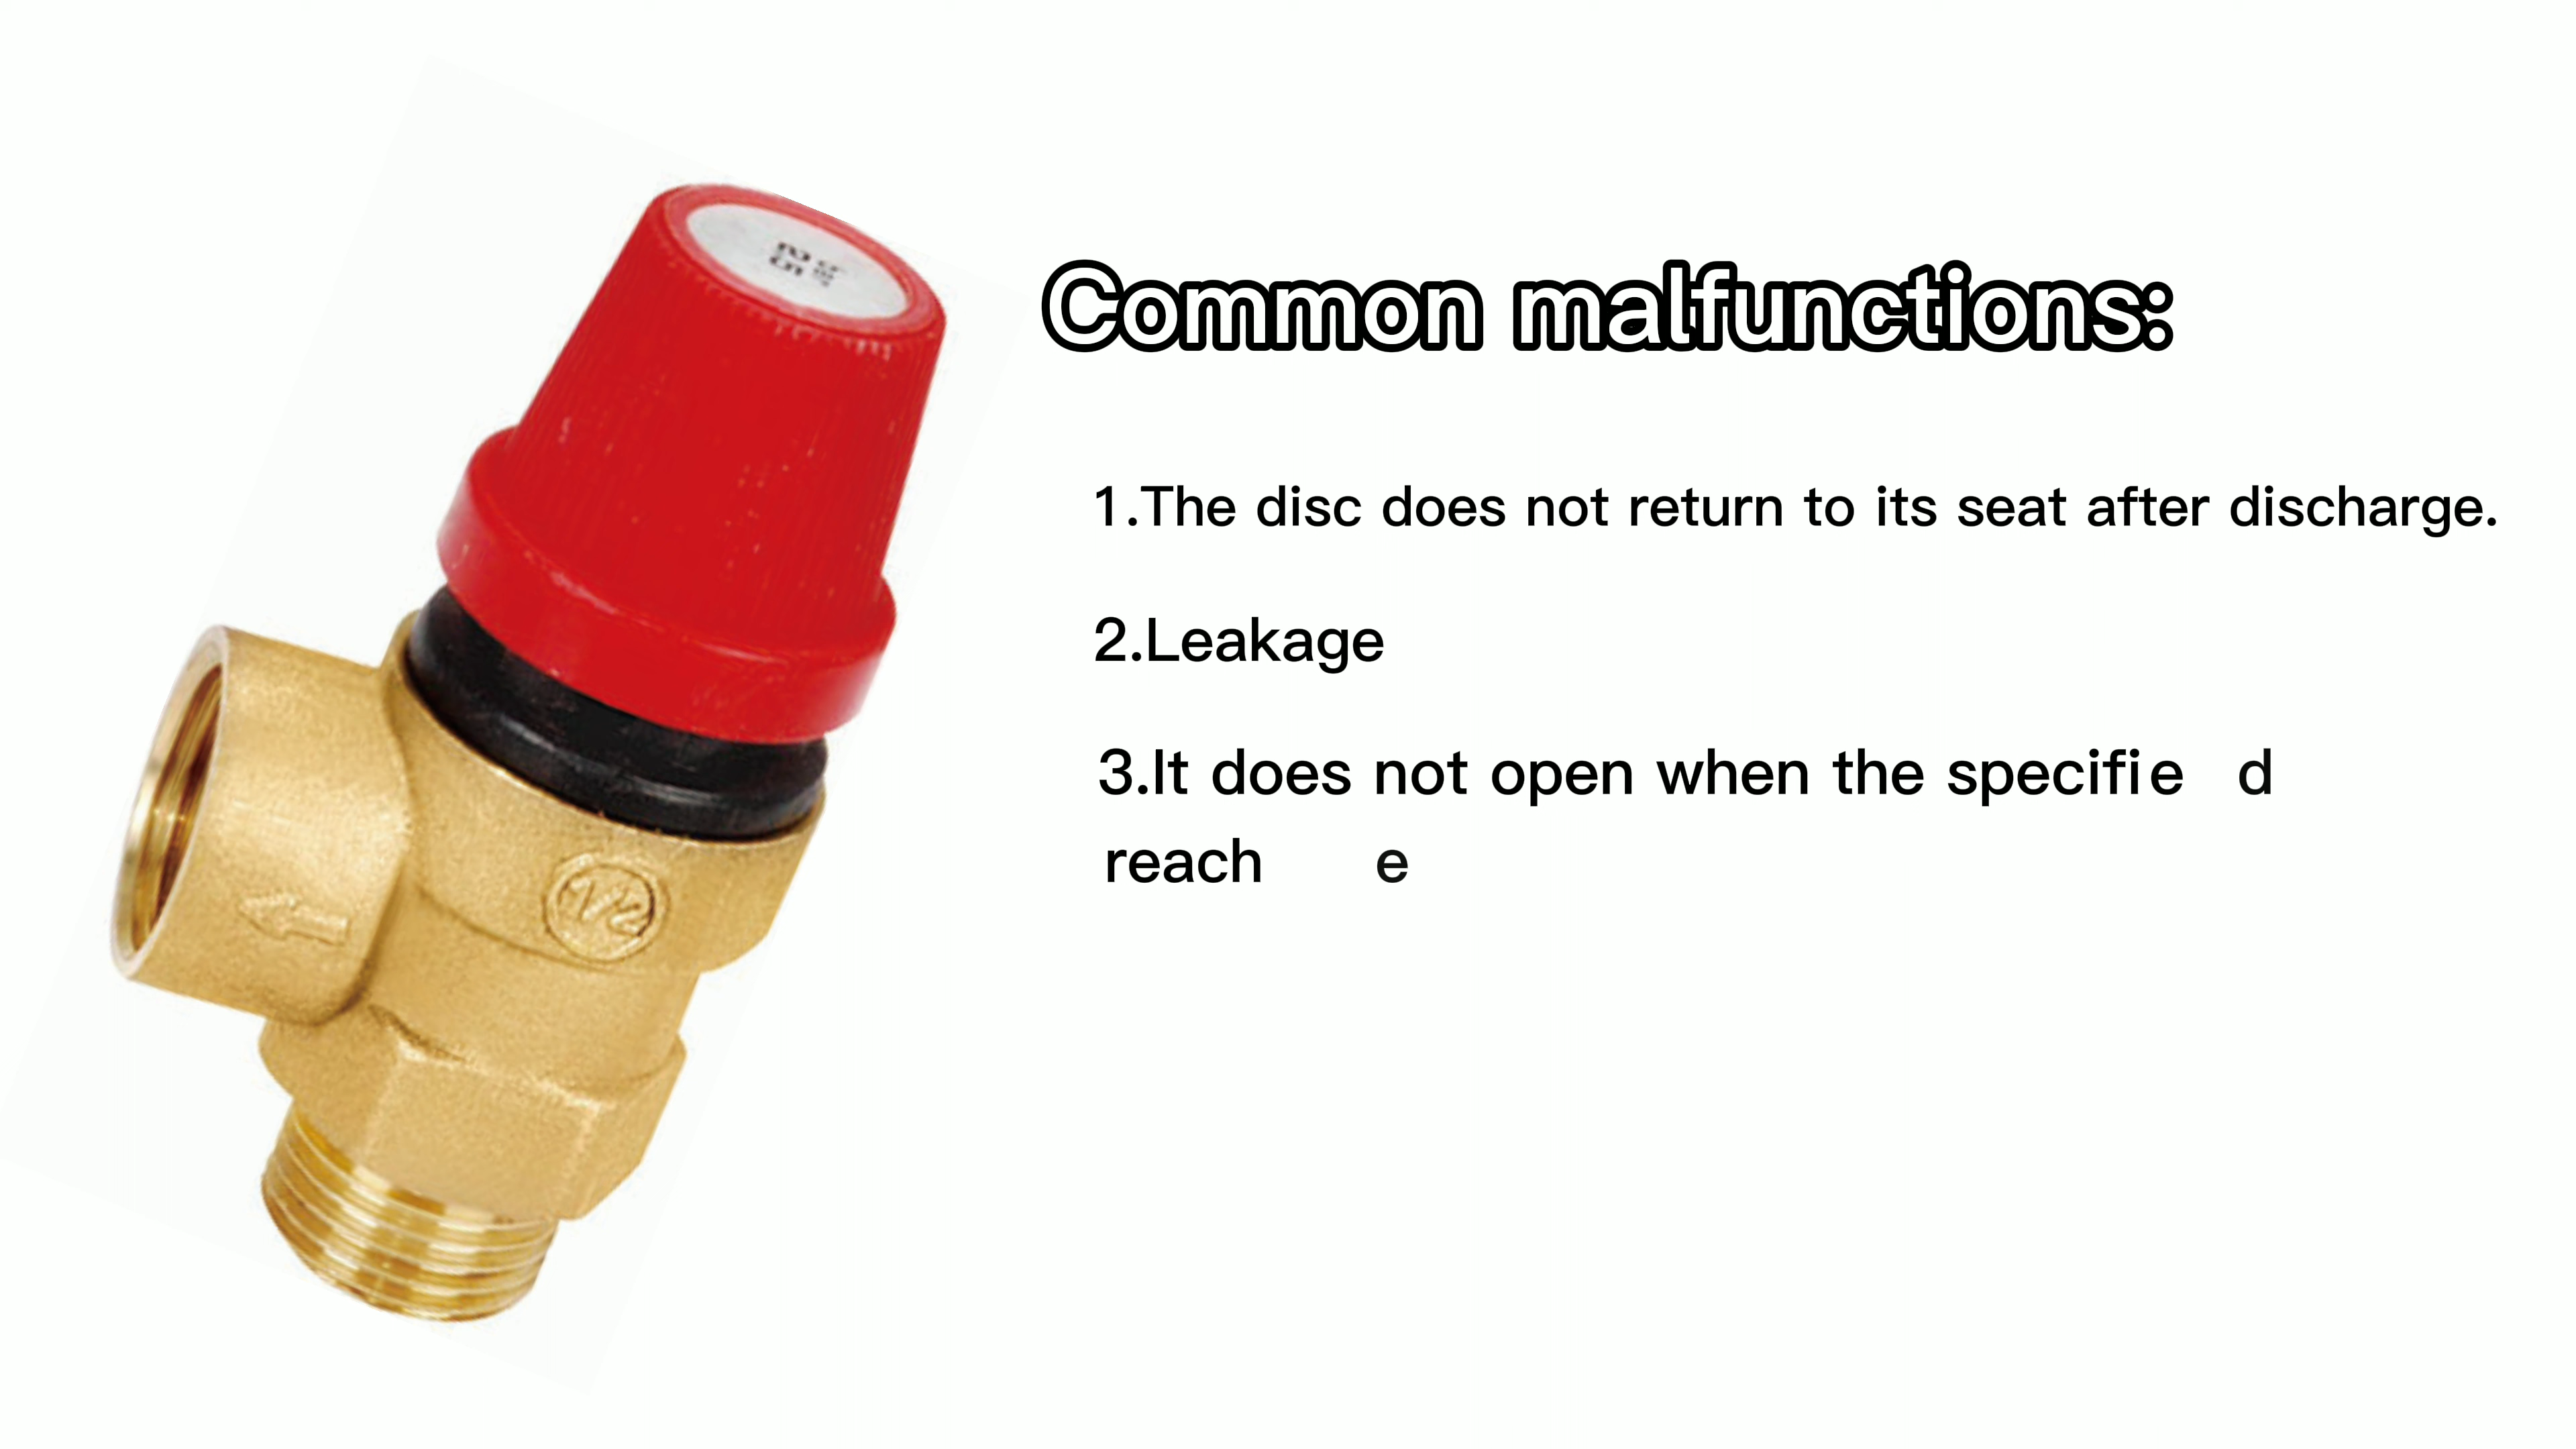 Common malfunctions:
1.The disc does not return to its seat after discharge.
2.Leakage
3.It does not open when the specifie d
reach e
1/2